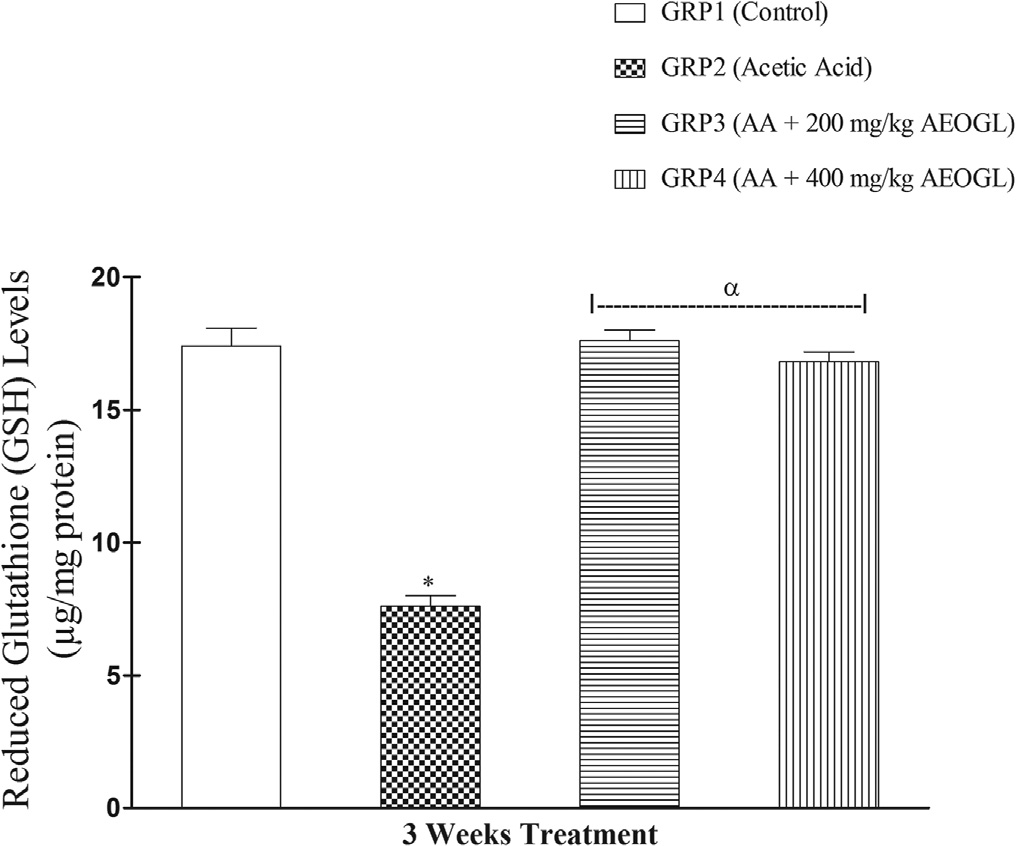 GRP1 (Control)
GRP2 (Acetic Acid)
GRP3 (AA + 200 mg/kg AEOGL)
GRP4 (AA + 400 mg/kg AEOGL)
Reduced Glutathione (GSH) Levels
(µg/mg protein)
20
15
10
5
0
*
α
3 Weeks Treatment